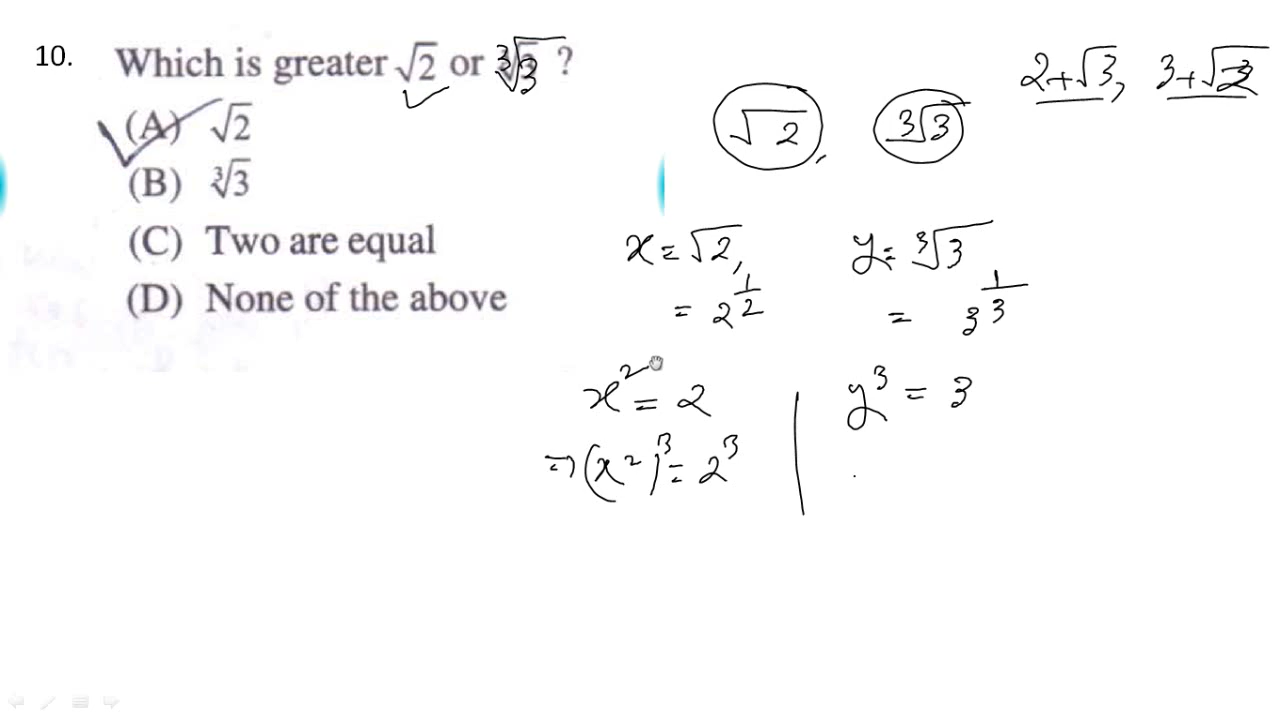 10. Which is greater √2 or ∛3 ?
(A) √2
(B) ∛3
(C) Two are equal
(D) None of the above
2+√3, 3+√2
√2, ∛3
x = √2, y = ∛3
= 2^(1/2) = 3^(1/3)
x² = 2 y³ = 3
⇒ (x²)³ = 2³